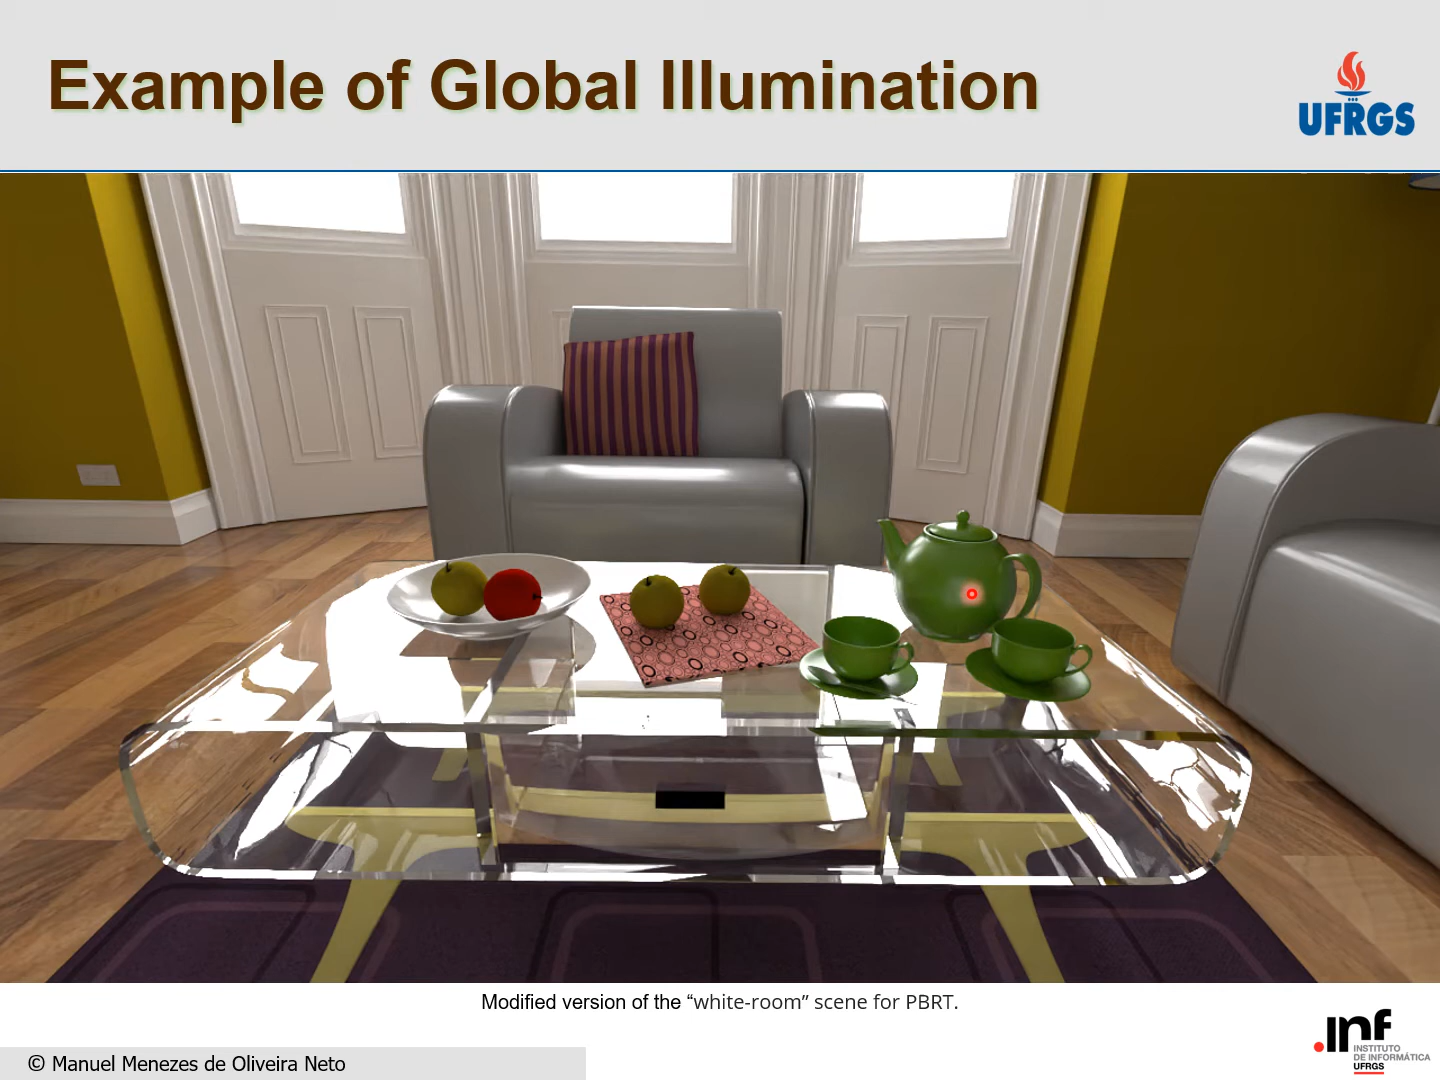 Example of Global Illumination
UFRGS
Modified version of the “white-room” scene for PBRT.
© Manuel Menezes de Oliveira Neto
.inf
INSTITUTO
DE INFORMÁTICA
UFRGS